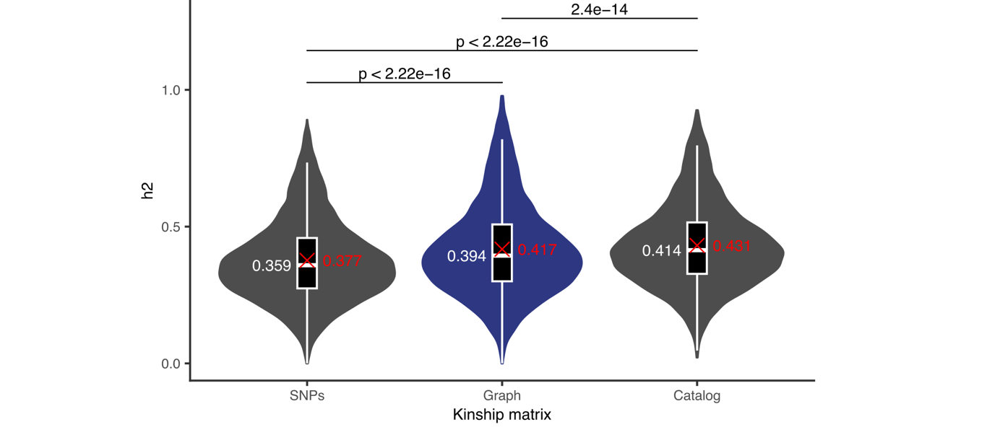 2.4e−14
p < 2.22e−16
p < 2.22e−16
1.0
h2
0.5
0.359 0.377
0.394 0.417
0.414 0.431
0.0
SNPs Graph Catalog
Kinship matrix